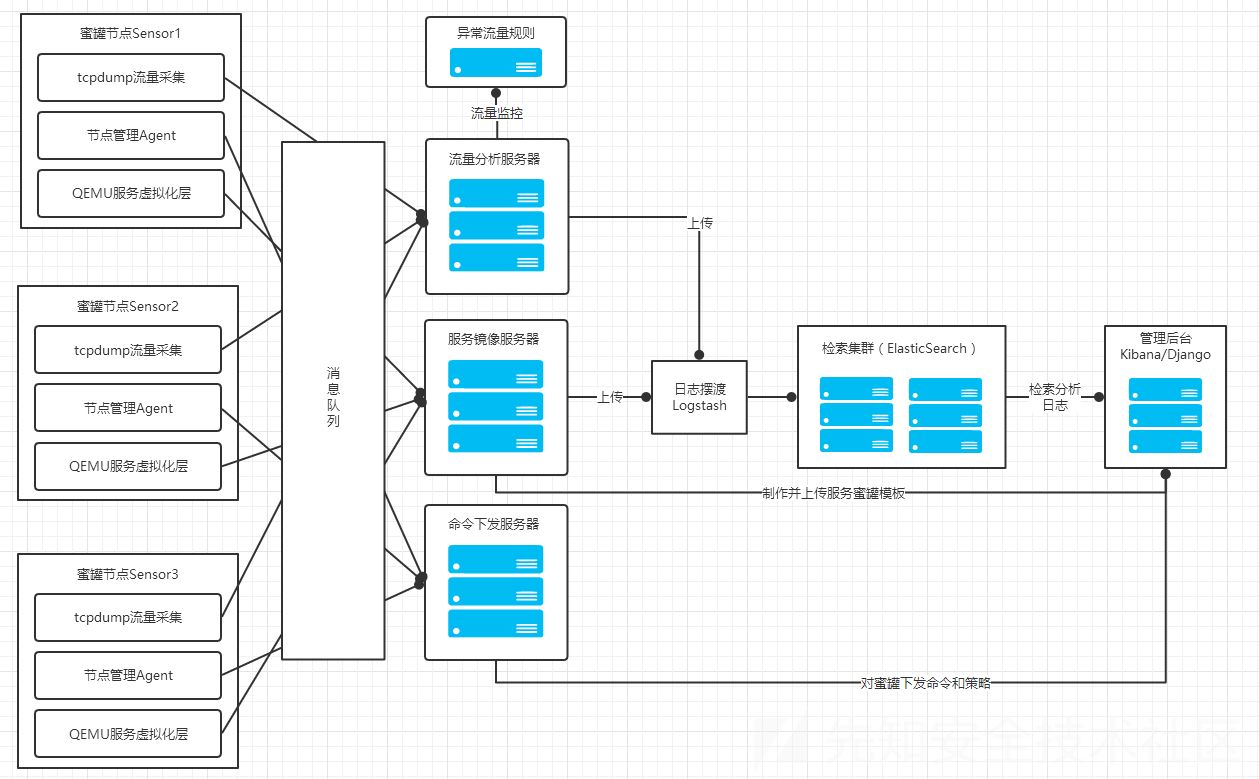 蜜罐节点Sensor1
tcpdump流量采集
节点管理Agent
QEMU服务虚拟化层
蜜罐节点Sensor2
tcpdump流量采集
节点管理Agent
QEMU服务虚拟化层
蜜罐节点Sensor3
tcpdump流量采集
节点管理Agent
QEMU服务虚拟化层
消
息
队
列
异常流量规则
流量监控
流量分析服务器
上传
服务镜像服务器
上传
命令下发服务器
日志摆渡
Logstash
检索集群（ElasticSearch）
检索分析
日志
管理后台
Kibana/Django
制作并上传服务蜜罐模板
对蜜罐下发命令和策略
先知安全技术社区